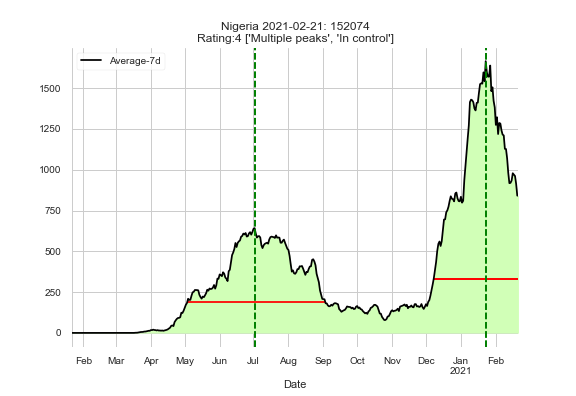 Nigeria 2021-02-21: 152074
Rating:4 ['Multiple peaks', 'In control']
Average-7d
1500
1250
1000
750
500
250
0
Feb Mar Apr May Jun Jul Aug Sep Oct Nov Dec Jan Feb
2021
Date